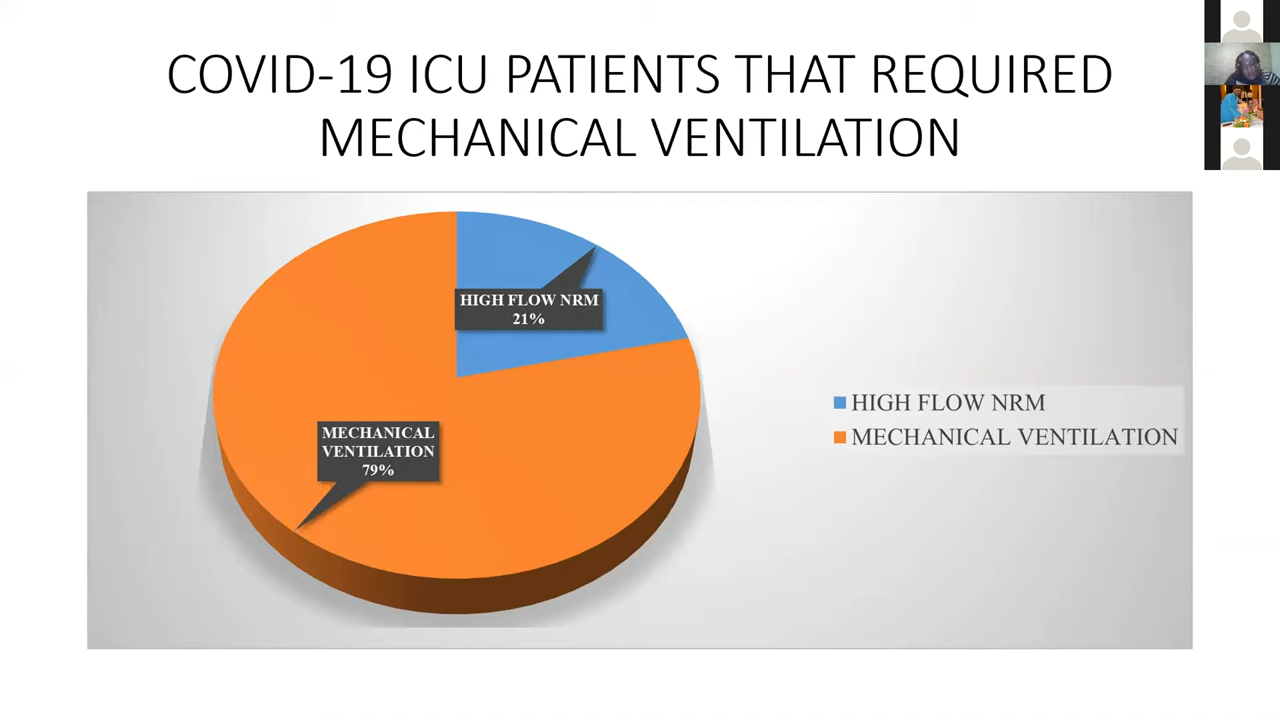 COVID-19 ICU PATIENTS THAT REQUIRED
MECHANICAL VENTILATION
HIGH FLOW NRM
21%
MECHANICAL
VENTILATION
79%
HIGH FLOW NRM
MECHANICAL VENTILATION